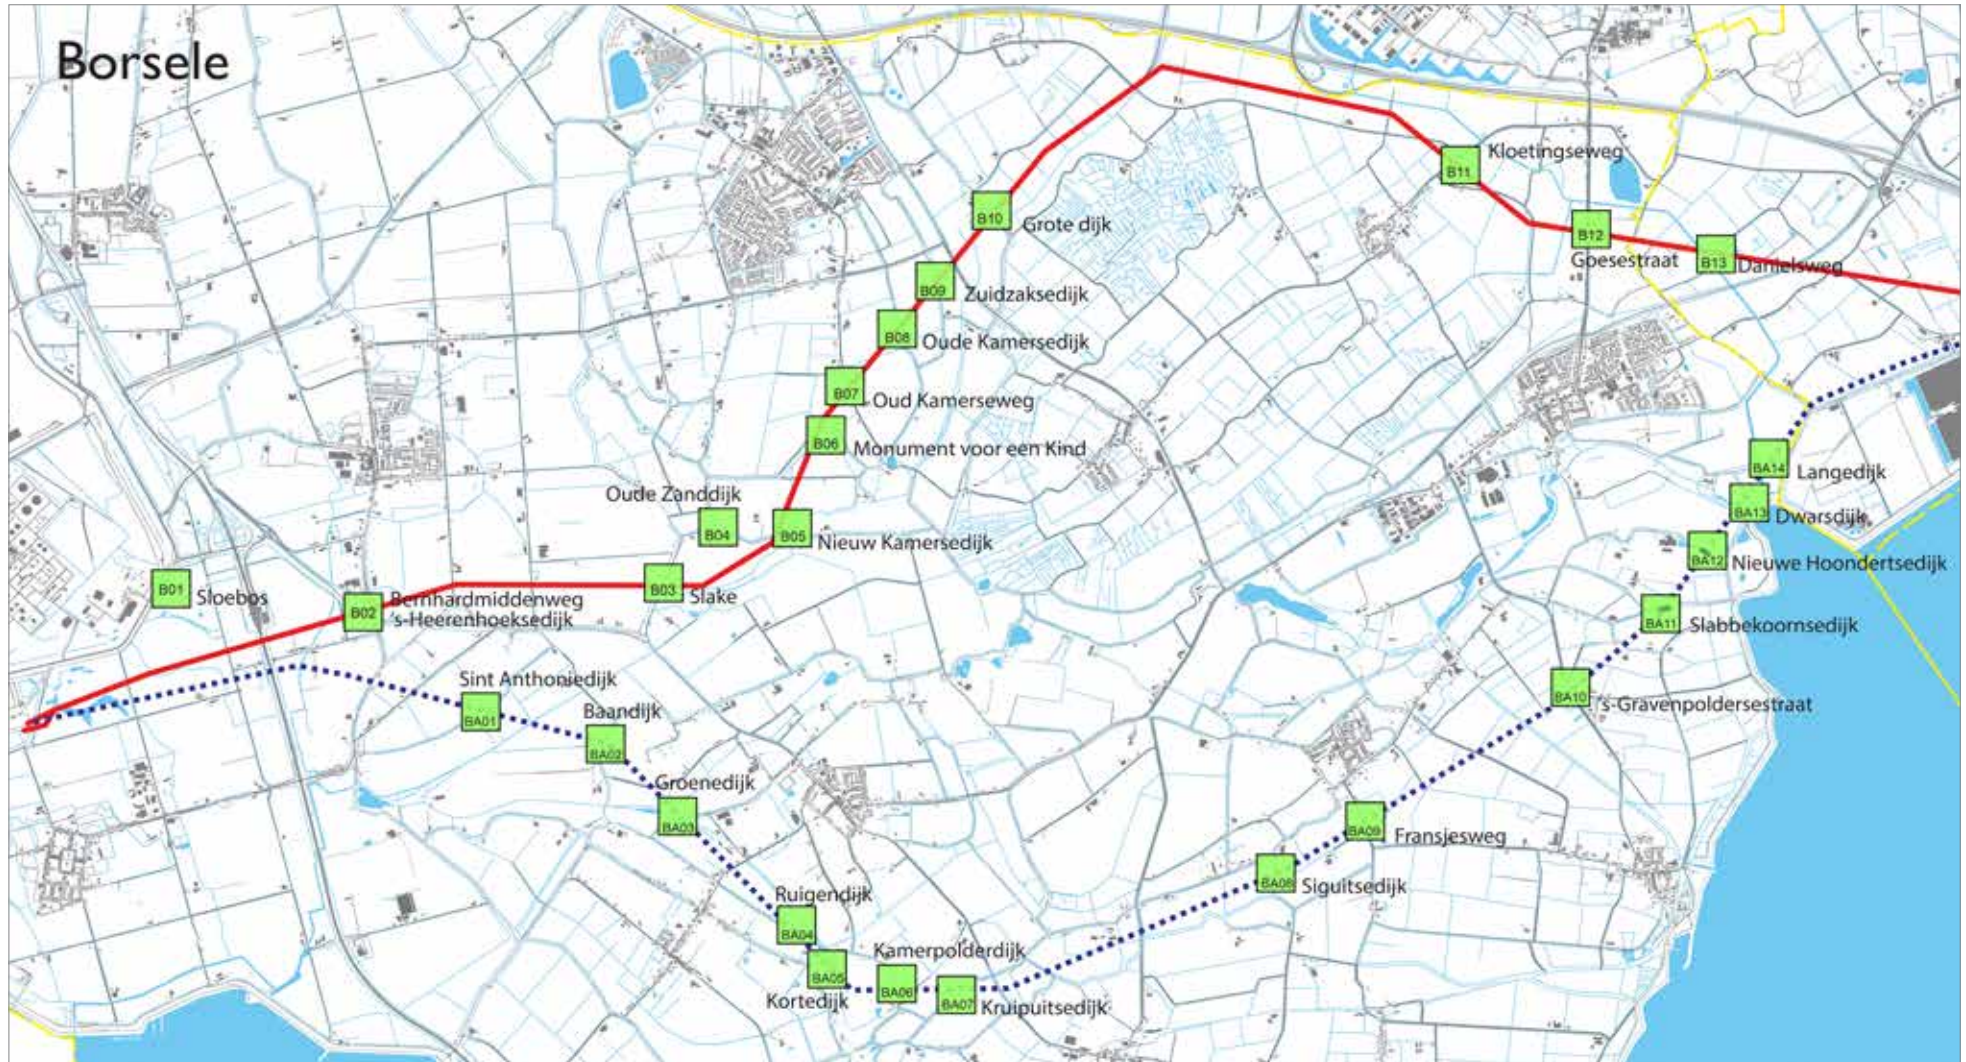 Borsele
B11
Kloetingseweg
B10
Grote dijk
B12
Goesestraat
B13
Danielsweg
B09
Zuidzaksedijk
B08
Oude Kamersedijk
B07
Oud Kamerseweg
B06
Monument voor een Kind
Oude Zanddijk
B04
B05
Nieuw Kamersedijk
B01
Sloebos
B02
Bernhardmiddenweg
's-Heerenhoeksedijk
B03
Slake
BA14
Langedijk
BA13
Dwarsdijk
BA12
Nieuwe Hoondertsedijk
BA11
Slabbekoornsedijk
BA10
's-Gravenpoldersestraat
Sint Anthoniedijk
BA01
Baandijk
BA02
Groenedijk
BA03
BA09
Fransjesweg
BA08
Siguitsedijk
Ruigendijk
BA04
BA05
Kortedijk
Kamerpolderdijk
BA06
BA07
Kruipuitsedijk